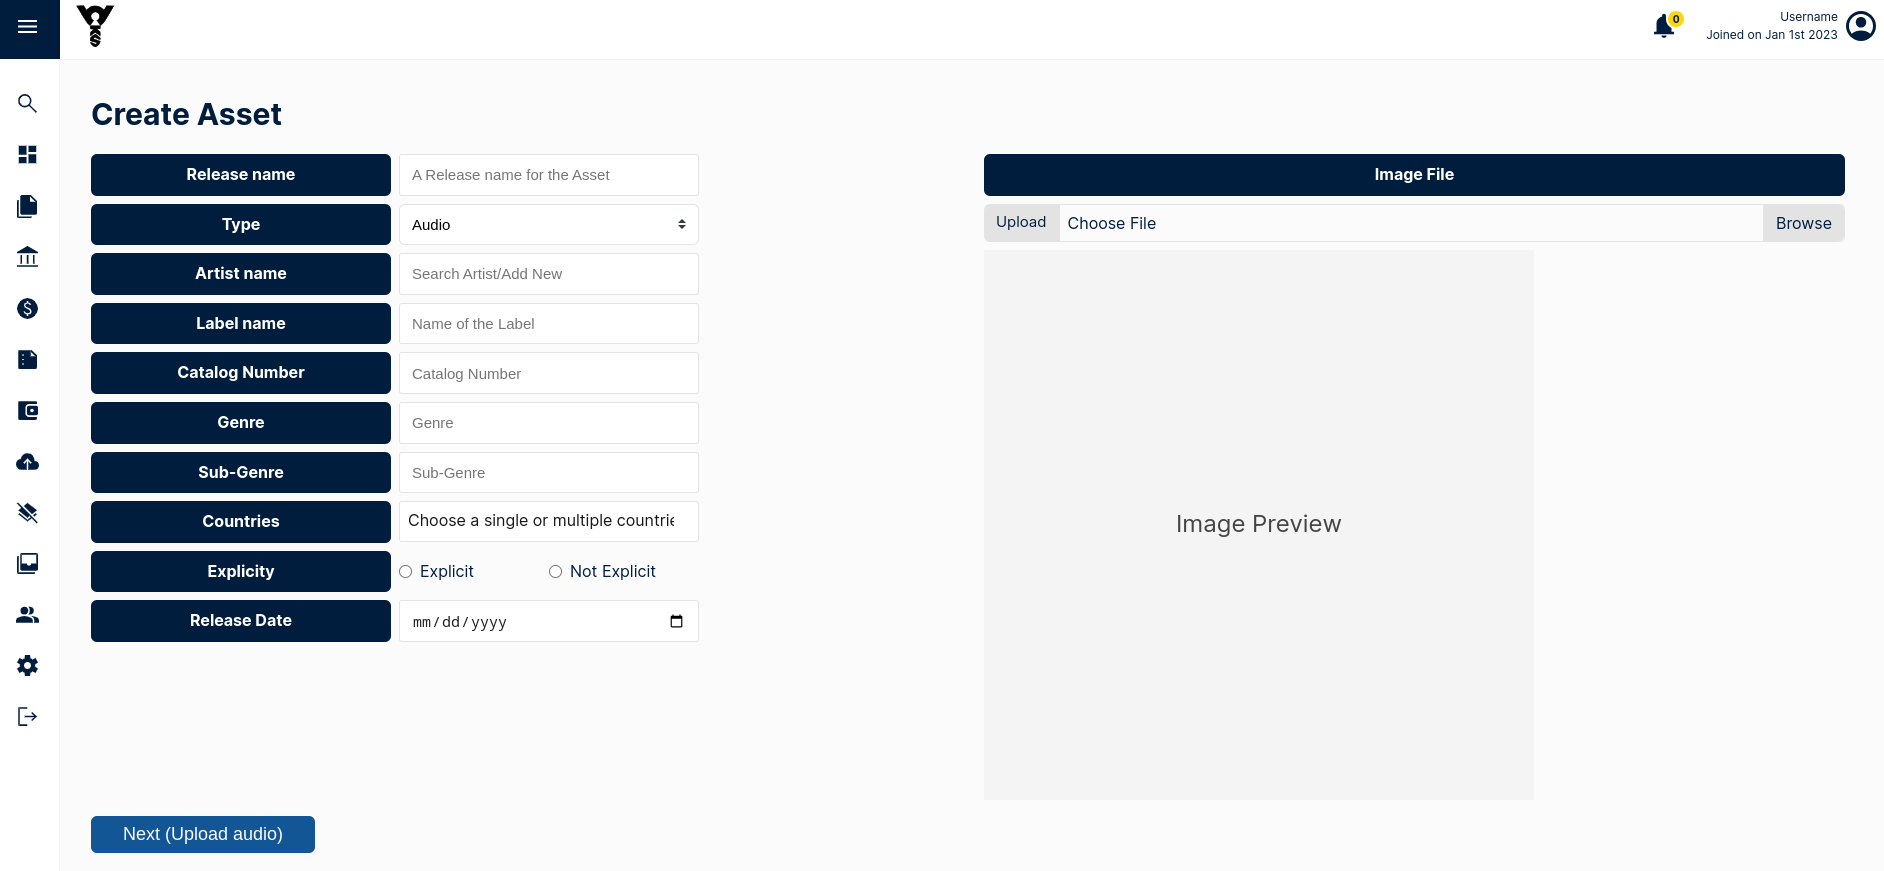 0
Username
Joined on Jan 1st 2023
Create Asset
Release name
A Release name for the Asset
Type
Audio
Artist name
Search Artist/Add New
Label name
Name of the Label
Catalog Number
Catalog Number
Genre
Genre
Sub-Genre
Sub-Genre
Countries
Choose a single or multiple countrie
Explicity
Explicit
Not Explicit
Release Date
mm/dd/yyyy
Image File
Upload
Choose File
Browse
Image Preview
Next (Upload audio)